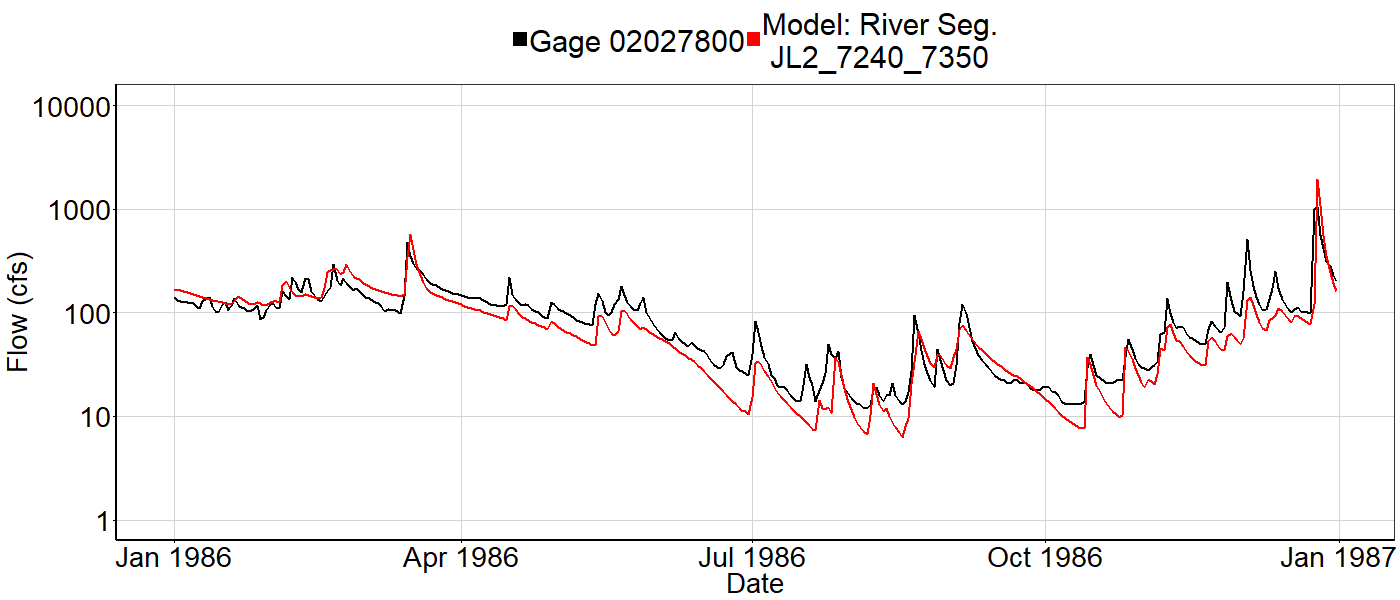 Gage 02027800
Model: River Seg.
JL2_7240_7350
Flow (cfs)
10000
1000
100
10
1
Jan 1986
Apr 1986
Jul 1986
Oct 1986
Jan 1987
Date